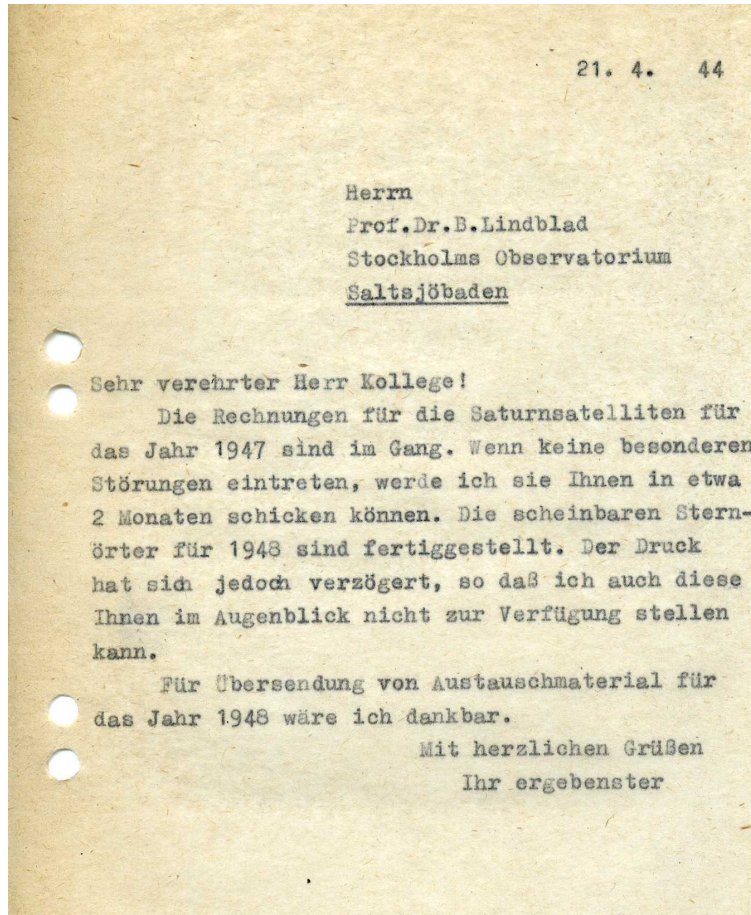 21. 4. 44
Herrn
Prof.Dr.B.Lindblad
Stockholms Observatorium
Saltsjöbaden
Sehr verehrter Herr Kollege!
Die Rechnungen für die Saturnsatelliten für
das Jahr 1947 sind im Gang. Wenn keine besonderen
Störungen eintreten, werde ich sie Ihnen in etwa
2 Monaten schicken können. Die scheinbaren Stern-
örter für 1948 sind fertiggestellt. Der Druck
hat sich jedoch verzögert, so daß ich auch diese
Ihnen im Augenblick nicht zur Verfügung stellen
kann.
Für Übersendung von Austauschmaterial für
das Jahr 1948 wäre ich dankbar.
Mit herzlichen Grüßen
Ihr ergebenster